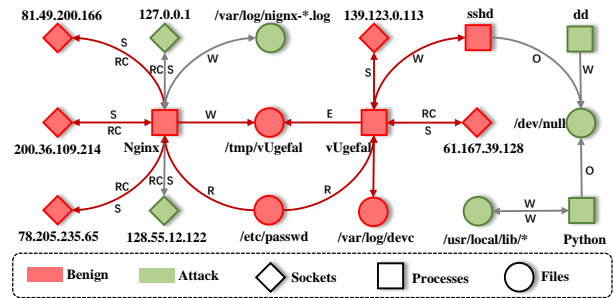 81.49.200.166 127.0.0.1 /var/log/nignx-*.log 139.123.0.113 sshd dd
S RC RC S W S W O W
S RC W E RC S
200.36.109.214 Nginx /tmp/vUgefal vUgefal 61.167.39.128 /dev/null
RC S RC S R R O
W W
78.205.235.65 128.55.12.122 /etc/passwd /var/log/devc /usr/local/lib/* Python
Benign Attack Sockets Processes Files